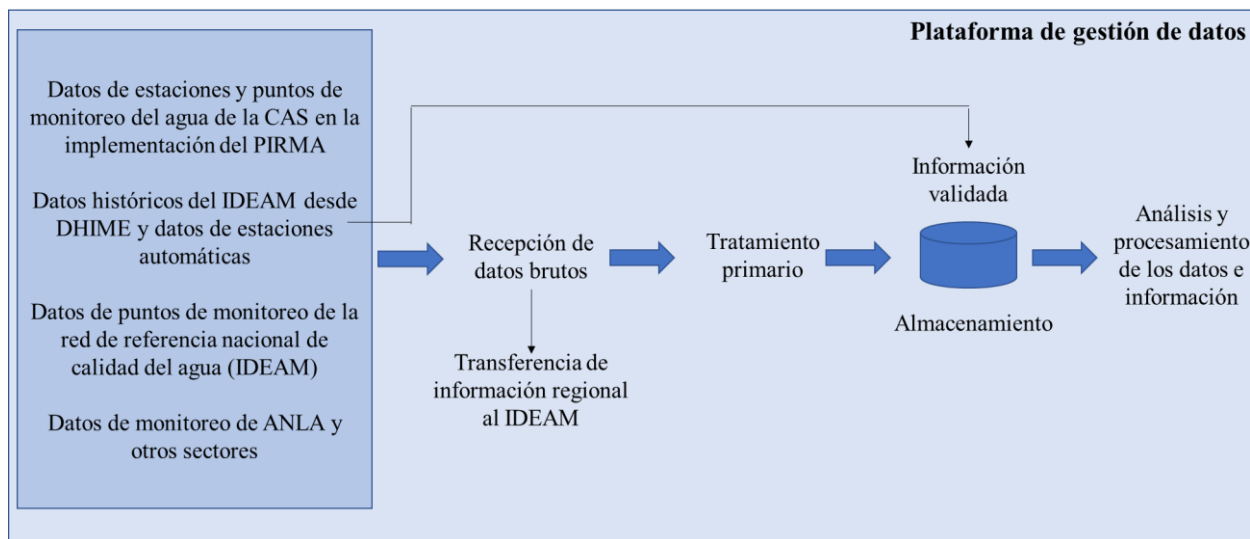 Plataforma de gestión de datos
Datos de estaciones y puntos de
monitoreo del agua de la CAS en la
implementación del PIRMA
Datos históricos del IDEAM desde
DHIME y datos de estaciones
automáticas
Datos de puntos de monitoreo de la
red de referencia nacional de
calidad del agua (IDEAM)
Datos de monitoreo de ANLA y
otros sectores
Recepción de
datos brutos
Transferencia de
información regional
al IDEAM
Tratamiento
primario
Información
validada
Almacenamiento
Análisis y
procesamiento
de los datos e
información